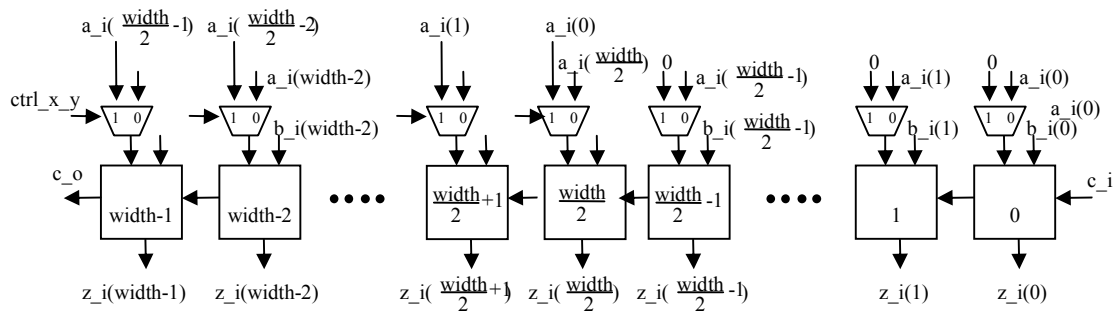 a_i( width/2 -1) a_i( width/2 -2) a_i(1) a_i(0)
a_i(width-2) a_i( width/2 ) 0 a_i( width/2 -1) 0 a_i(1) 0 a_i(0)
ctrl_x_y 1 0 1 0 1 0 1 0 1 0 1 0 1 0 a_i(0)
b_i(width-2) b_i( width/2 -1) b_i(1) b_i(0)
c_o width-1 width-2 width/2 +1 width/2 width/2 -1 1 0 c_i
z_i(width-1) z_i(width-2) z_i( width/2 +1) z_i( width/2 ) z_i( width/2 -1) z_i(1) z_i(0)